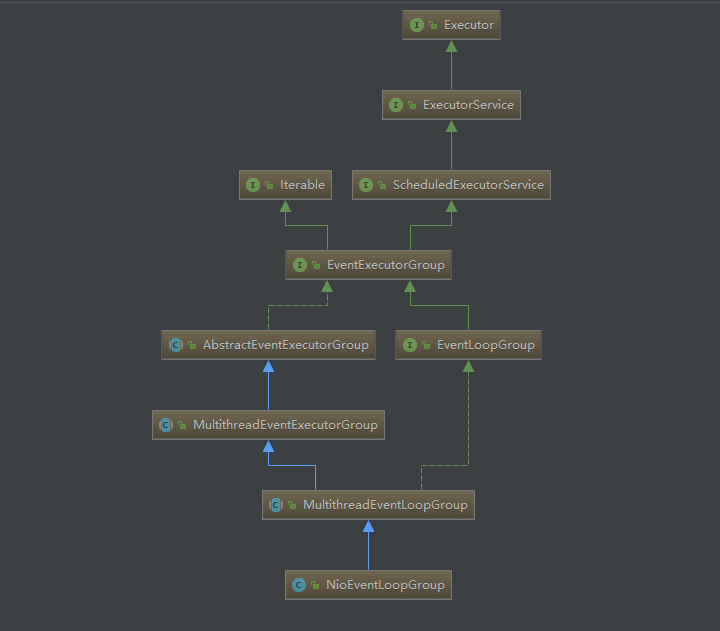 I Executor
I ExecutorService
I Iterable
I ScheduledExecutorService
I EventExecutorGroup
C AbstractEventExecutorGroup
I EventLoopGroup
C MultithreadEventExecutorGroup
C MultithreadEventLoopGroup
C NioEventLoopGroup